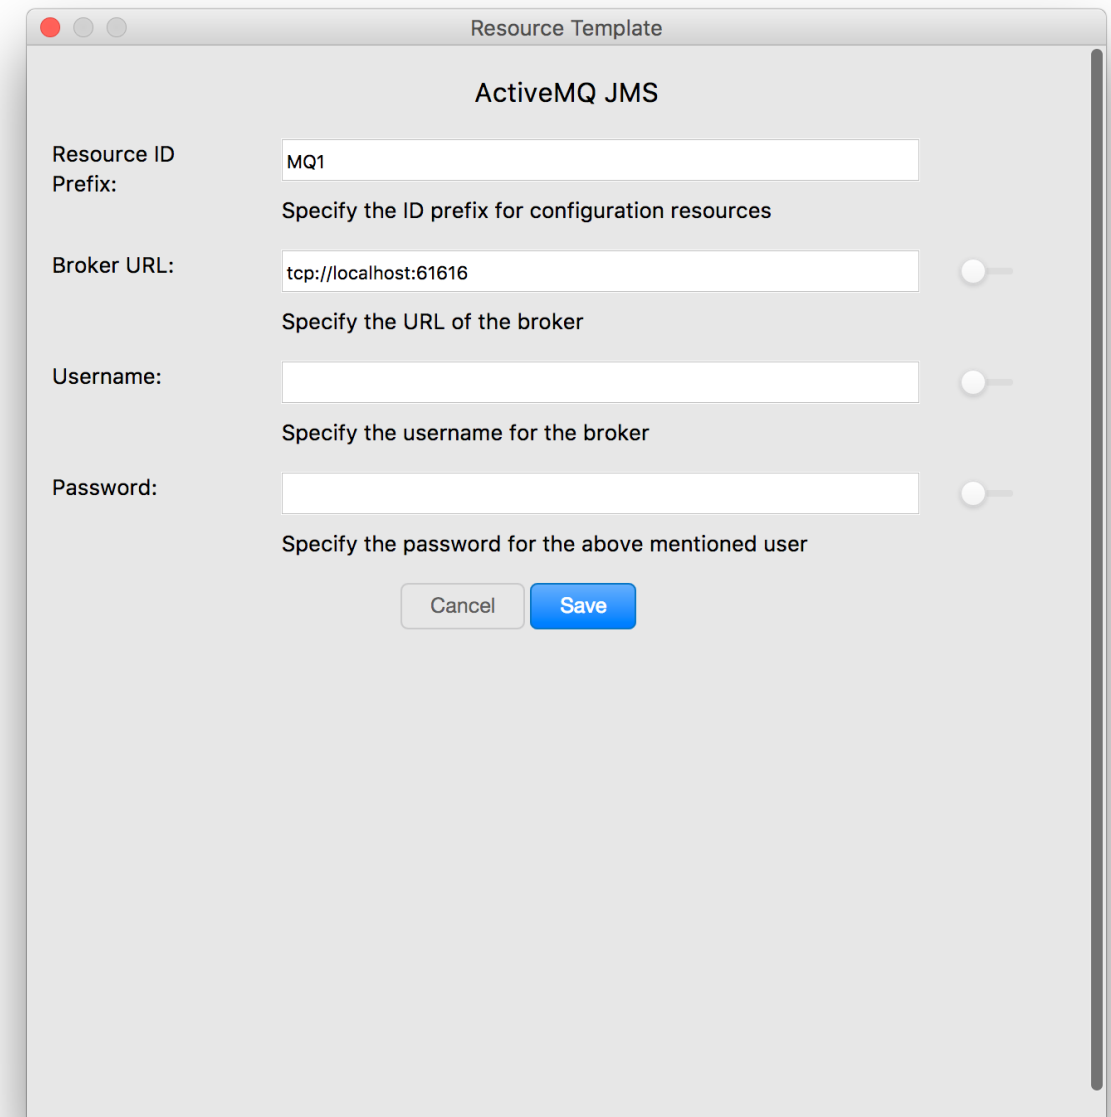 Resource Template
ActiveMQ JMS
Resource ID
Prefix:
MQ1
Specify the ID prefix for configuration resources
Broker URL:
tcp://localhost:61616
Specify the URL of the broker
Username:
Specify the username for the broker
Password:
Specify the password for the above mentioned user
Cancel
Save